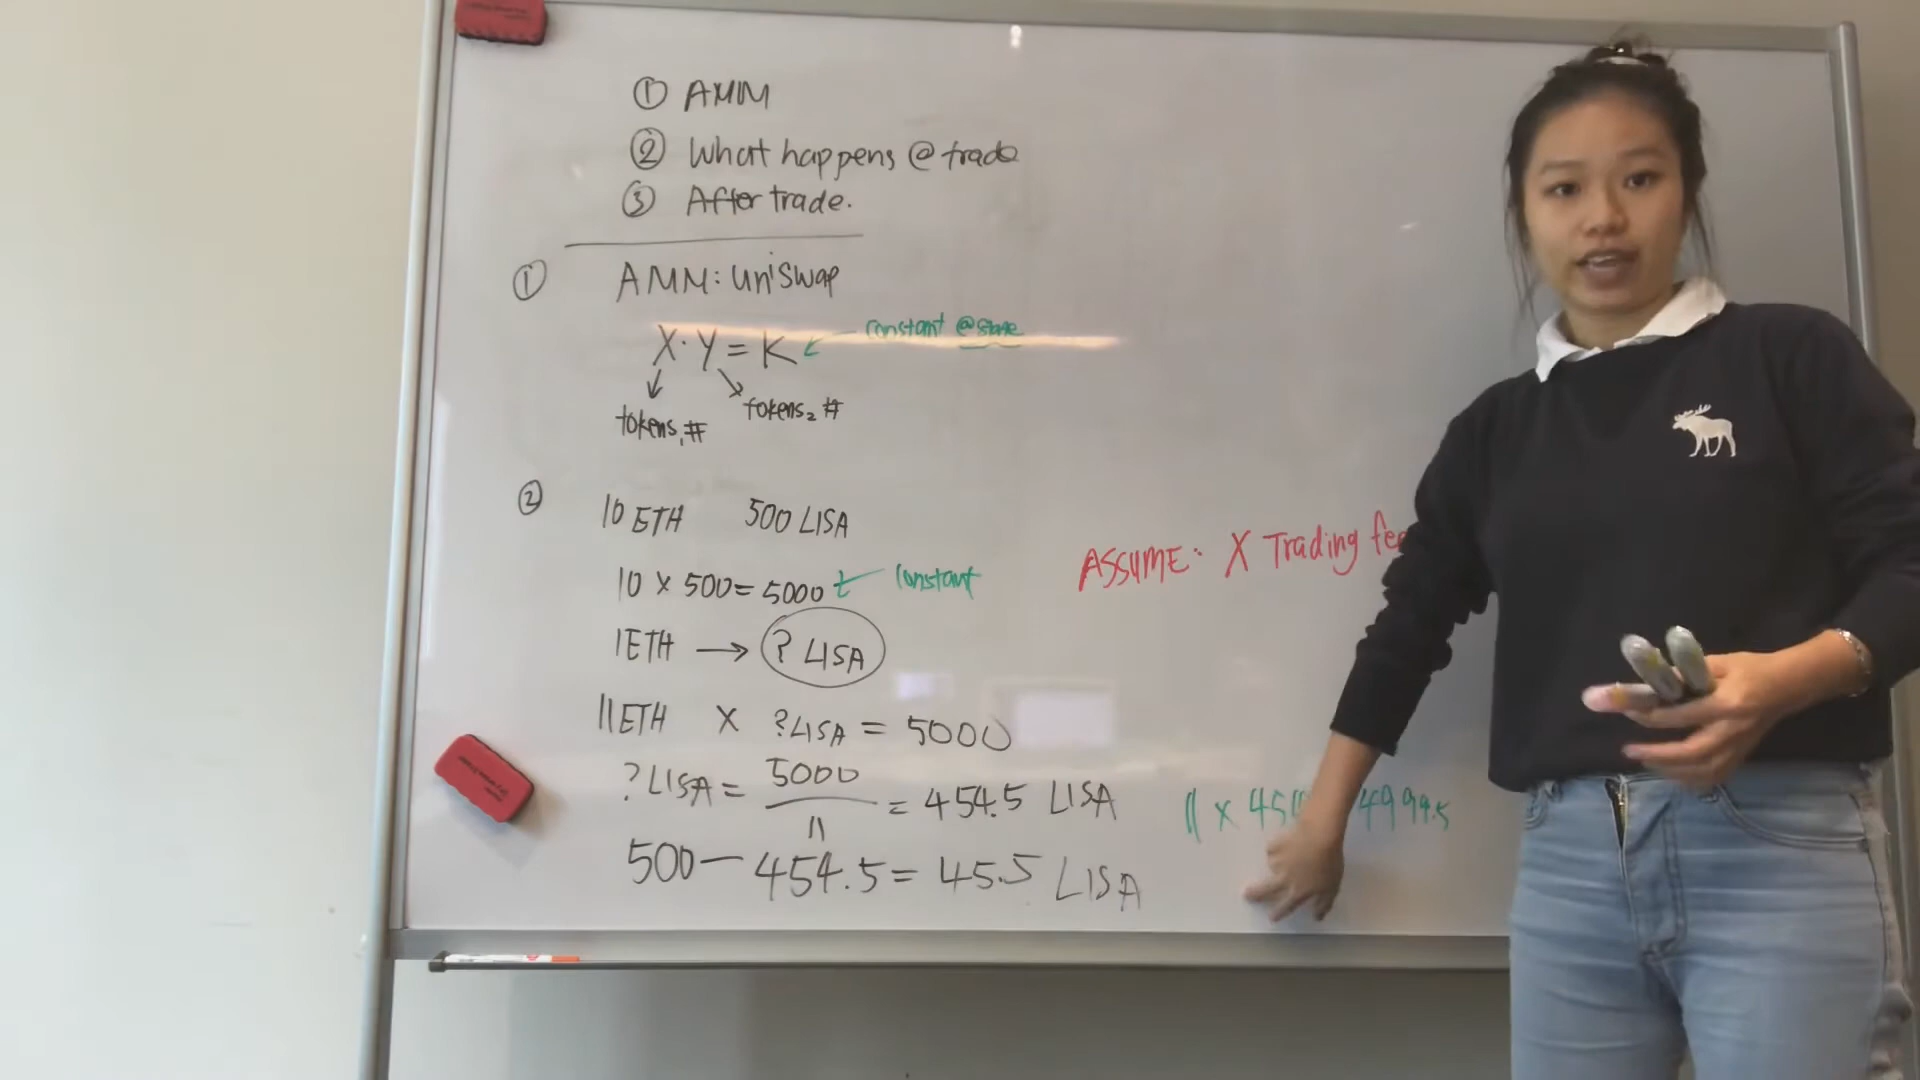 ① AMM
② What happens @ trade
③ After trade.
① AMM: Uniswap
X · Y = K ← constant @ state
tokens₁ # tokens₂ #
② 10 ETH 500 LISA
10 x 500 = 5000 ← constant
ASSUME: X Trading fee
1 ETH → ? LISA
11 ETH X ? LISA = 5000
? LISA = 5000 / 11 = 454.5 LISA
11 x 4999.5
500 — 454.5 = 45.5 LISA